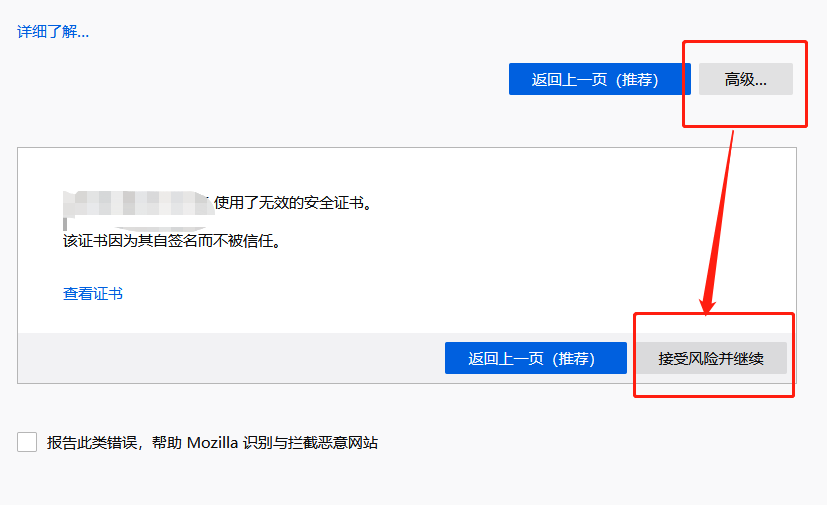 详细了解...
返回上一页（推荐）
高级...
使用了无效的安全证书。
该证书因为其自签名而不被信任。
查看证书
返回上一页（推荐）
接受风险并继续
报告此类错误，帮助 Mozilla 识别与拦截恶意网站